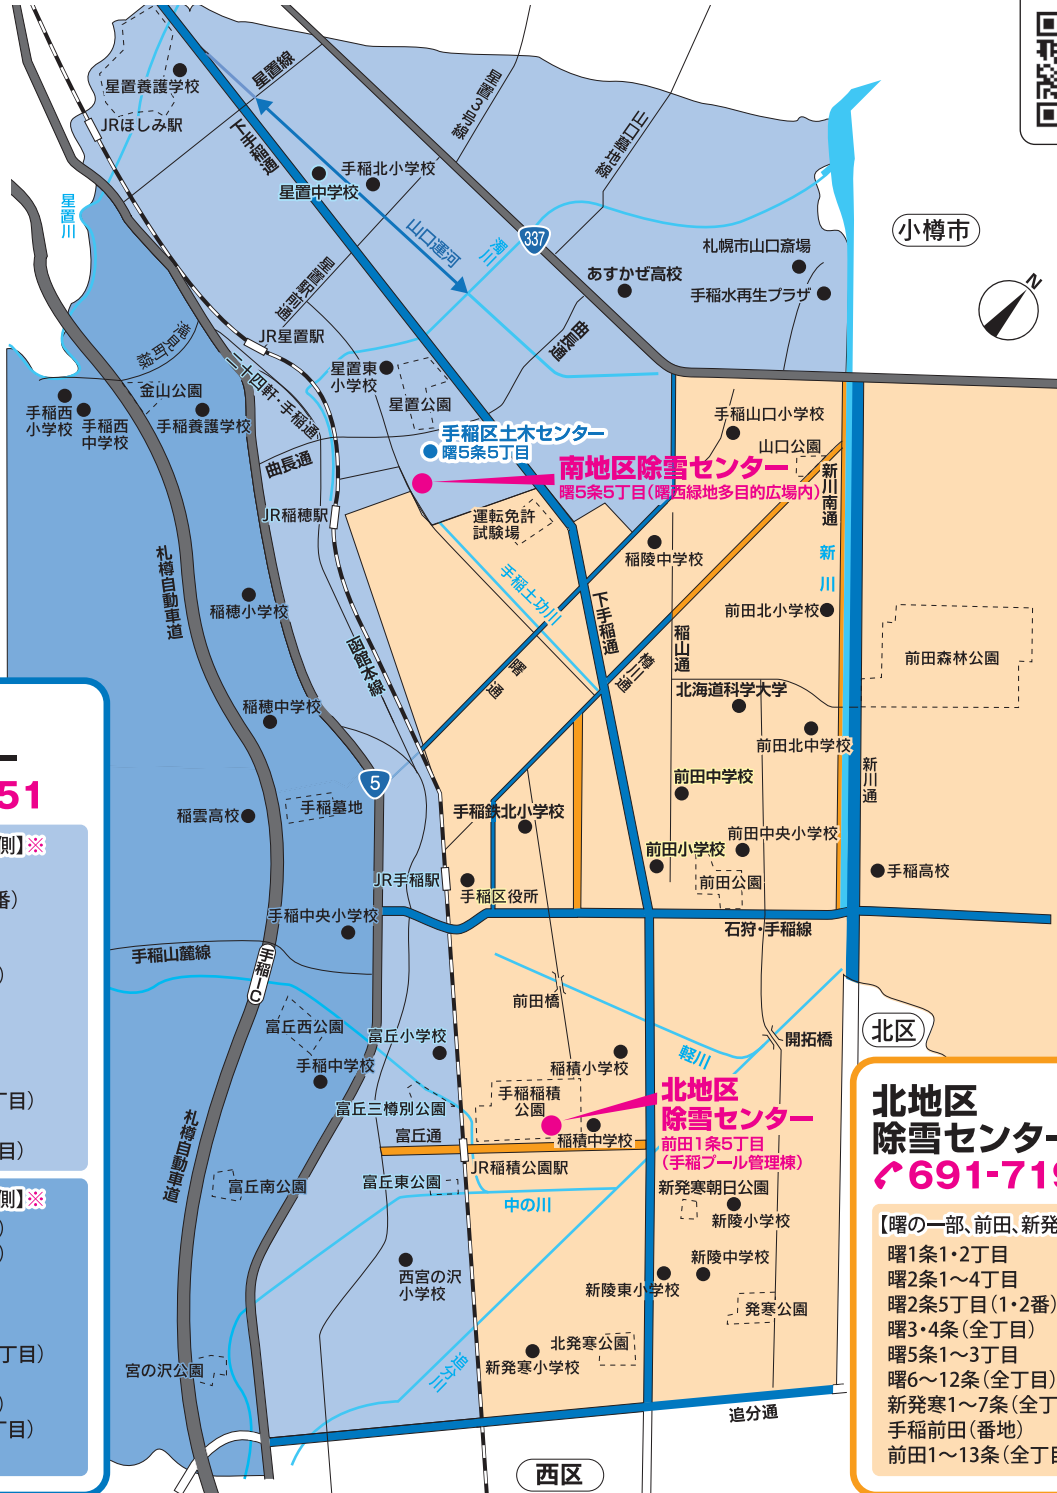 星置養護学校
JRほしみ駅
星置線
下手稲通
星置3号線
山口墓地線
手稲北小学校
星置中学校
星置川
山口運河
濁川
337
小樽市
札幌市山口斎場
あすかぜ高校
手稲水再生プラザ
N
星置駅前通
JR星置駅
滝見町線
二十四軒・手稲通
曲長通
星置東
小学校
星置公園
金山公園
手稲西
小学校
手稲西
中学校
手稲養護学校
手稲山口小学校
山口公園
手稲区土木センター
曙5条5丁目
南地区除雪センター
曙5条5丁目(曙西緑地多目的広場内)
曲長通
JR稲穂駅
運転免許
試験場
新川南通
稲陵中学校
新川
札樽自動車道
手稲土功川
稲穂小学校
下手稲通
前田北小学校
稲山通
函館本線
曙通
樽川通
前田森林公園
北海道科学大学
稲穂中学校
前田北中学校
新川通
5
前田中学校
51
稲雲高校
手稲墓地
手稲鉄北小学校
前田中央小学校
前田小学校
側】※
手稲高校
JR手稲駅
手稲区役所
前田公園
番)
手稲中央小学校
石狩・手稲線
手稲山麓線
手稲IC
)
前田橋
富丘西公園
富丘小学校
北区
開拓橋
軽川
手稲中学校
稲積小学校
丁目)
富丘三樽別公園
手稲稲積
公園
北地区
除雪センター
前田1条5丁目
(手稲プール管理棟)
富丘通
稲積中学校
目)
札樽自動車道
JR稲積公園駅
富丘東公園
富丘南公園
中の川
新発寒朝日公園
新陵小学校
側】※
)
)
西宮の沢
小学校
新陵中学校
新陵東小学校
発寒公園
丁目)
宮の沢公園
北発寒公園
新発寒小学校
追分川
)
丁目)
追分通
西区
北地区
除雪センター
691-719
【曙の一部、前田、新発
曙1条1・2丁目
曙2条1〜4丁目
曙2条5丁目(1・2番)
曙3・4条(全丁目)
曙5条1〜3丁目
曙6〜12条(全丁目)
新発寒1〜7条(全丁
手稲前田(番地)
前田1〜13条(全丁目